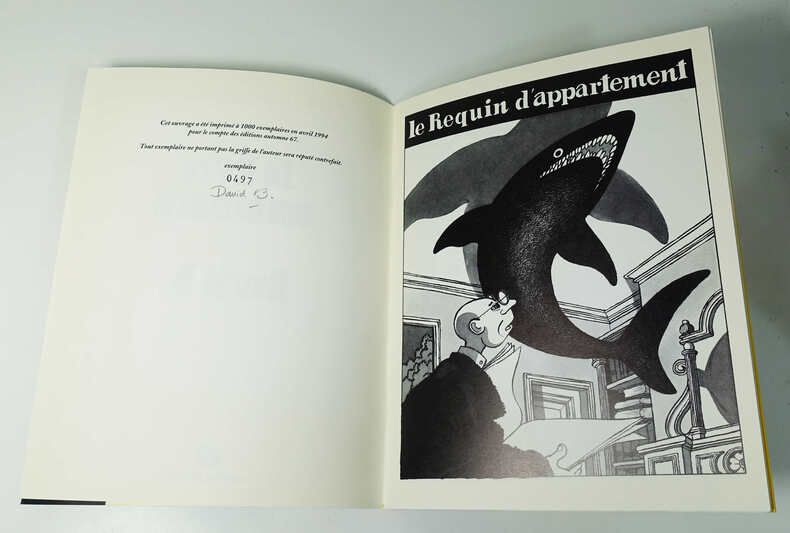 Cet ouvrage a été imprimé à 1000 exemplaires en avril 1994
pour le compte des éditions automne 67.
Tout exemplaire ne portant pas la griffe de l'auteur sera réputé contrefait.
exemplaire
0497
David B.
le Requin d'appartement